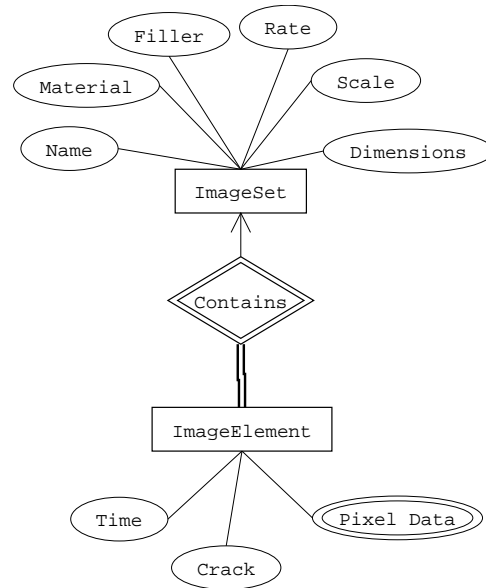 Filler
Rate
Material
Scale
Name
Dimensions
ImageSet
Contains
ImageElement
Time
Pixel Data
Crack